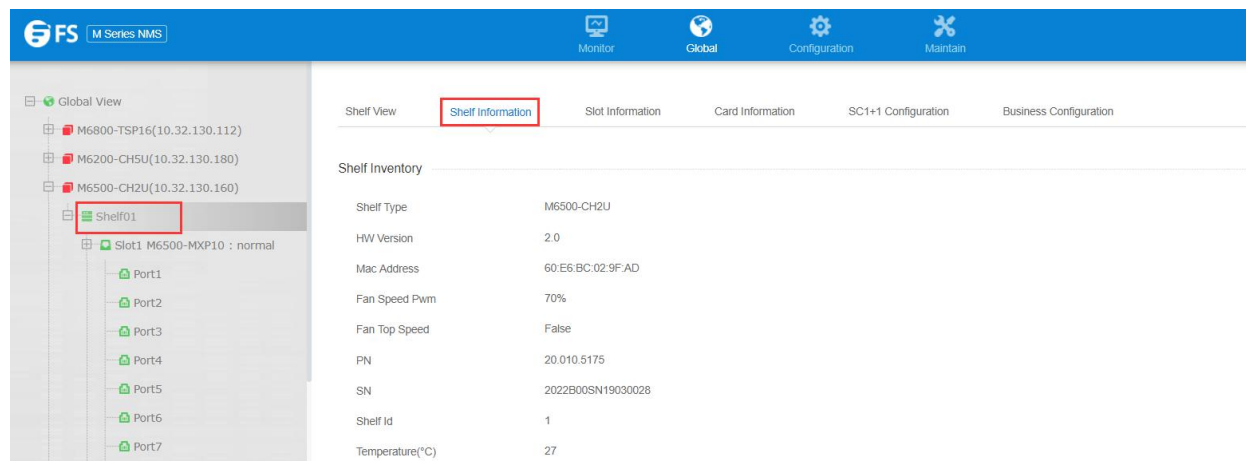 FS M Series NMS
Monitor Global Configuration Maintain
Global View
M6800-TSP16(10.32.130.112)
M6200-CH5U(10.32.130.180)
M6500-CH2U(10.32.130.160)
Shelf01
Slot1 M6500-MXP10 : normal
Port1
Port2
Port3
Port4
Port5
Port6
Port7
Shelf View Shelf Information Slot Information Card Information SC1+1 Configuration Business Configuration
Shelf Inventory
Shelf Type M6500-CH2U
HW Version 2.0
Mac Address 60:E6:BC:02:9F:AD
Fan Speed Pwm 70%
Fan Top Speed False
PN 20.010.5175
SN 2022B00SN19030028
Shelf Id 1
Temperature(°C) 27